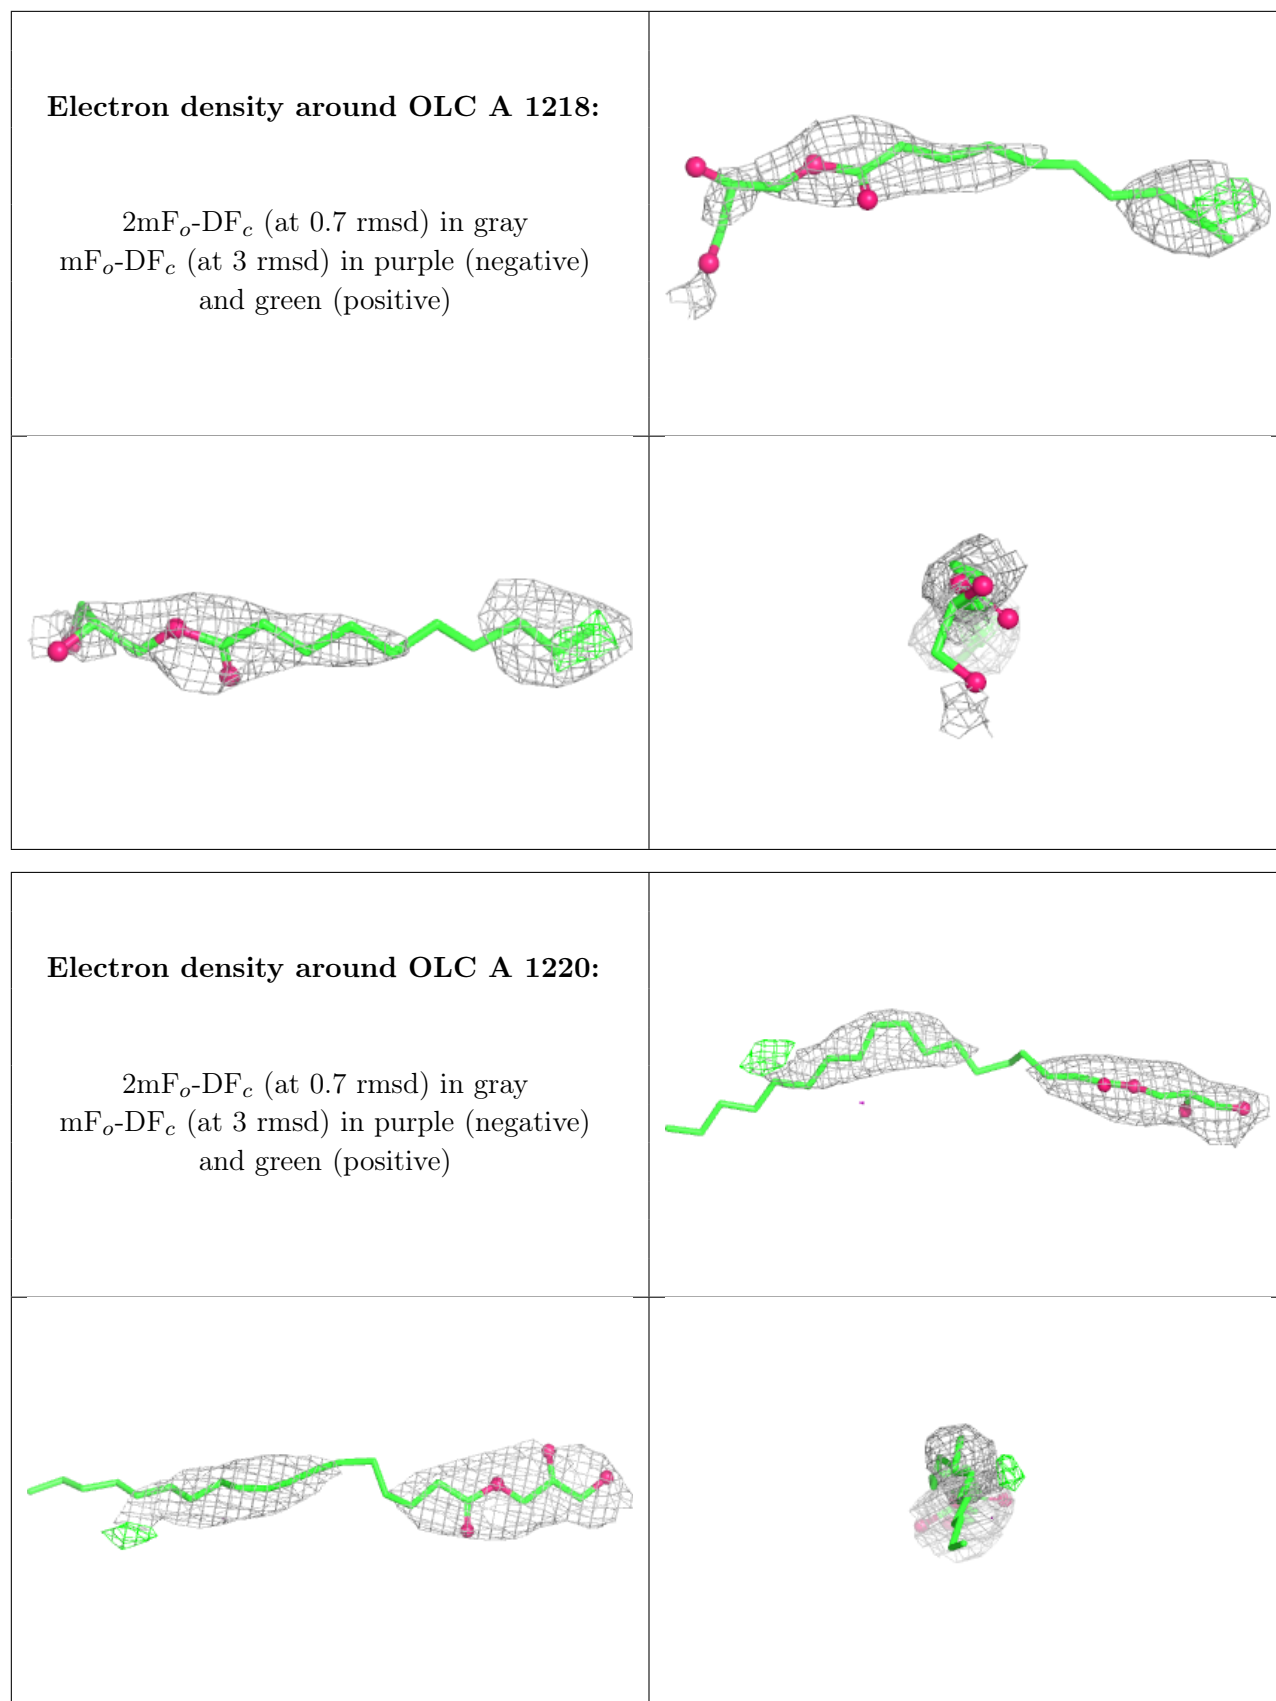 Electron density around OLC A 1218:
2mFo-DFc (at 0.7 rmsd) in gray
mFo-DFc (at 3 rmsd) in purple (negative)
and green (positive)
Electron density around OLC A 1220:
2mFo-DFc (at 0.7 rmsd) in gray
mFo-DFc (at 3 rmsd) in purple (negative)
and green (positive)